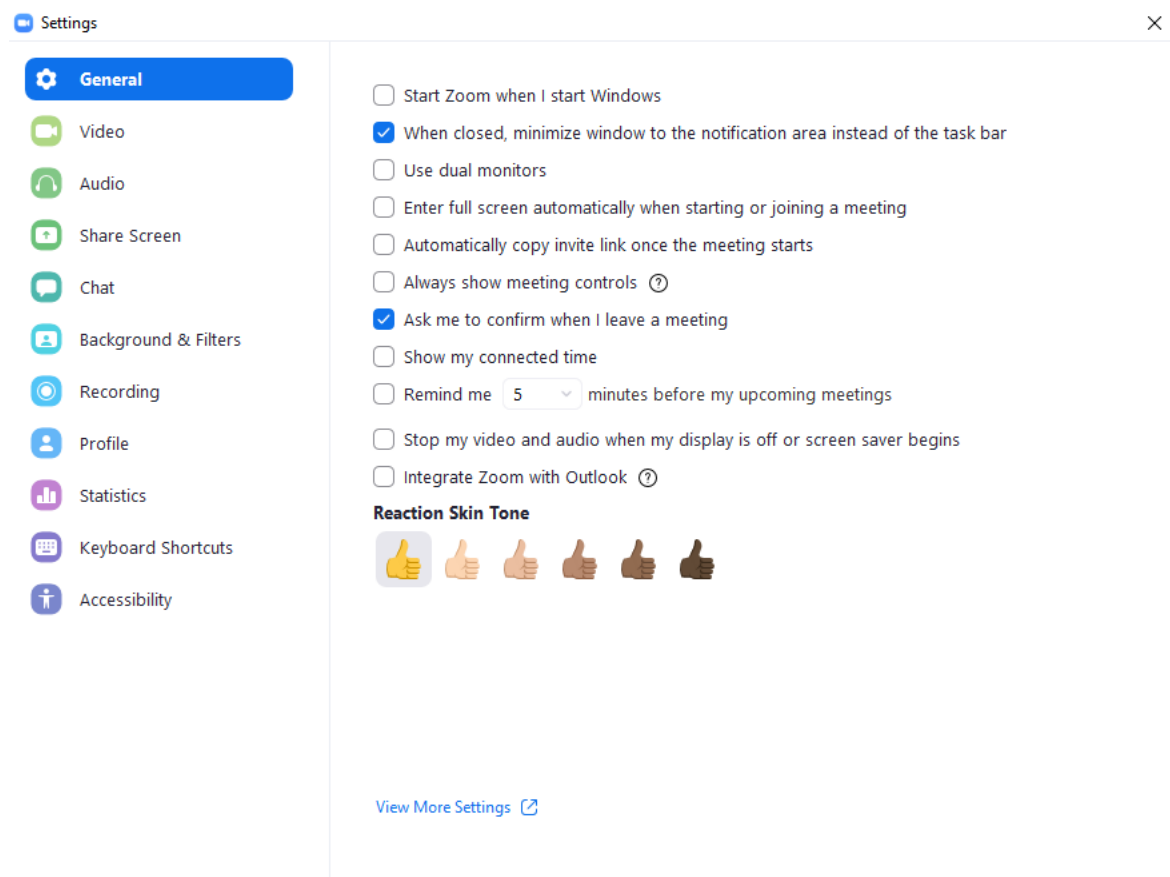 Settings
General
Video
Audio
Share Screen
Chat
Background & Filters
Recording
Profile
Statistics
Keyboard Shortcuts
Accessibility
Start Zoom when I start Windows
When closed, minimize window to the notification area instead of the task bar
Use dual monitors
Enter full screen automatically when starting or joining a meeting
Automatically copy invite link once the meeting starts
Always show meeting controls ?
Ask me to confirm when I leave a meeting
Show my connected time
Remind me 5 minutes before my upcoming meetings
Stop my video and audio when my display is off or screen saver begins
Integrate Zoom with Outlook ?
Reaction Skin Tone
View More Settings